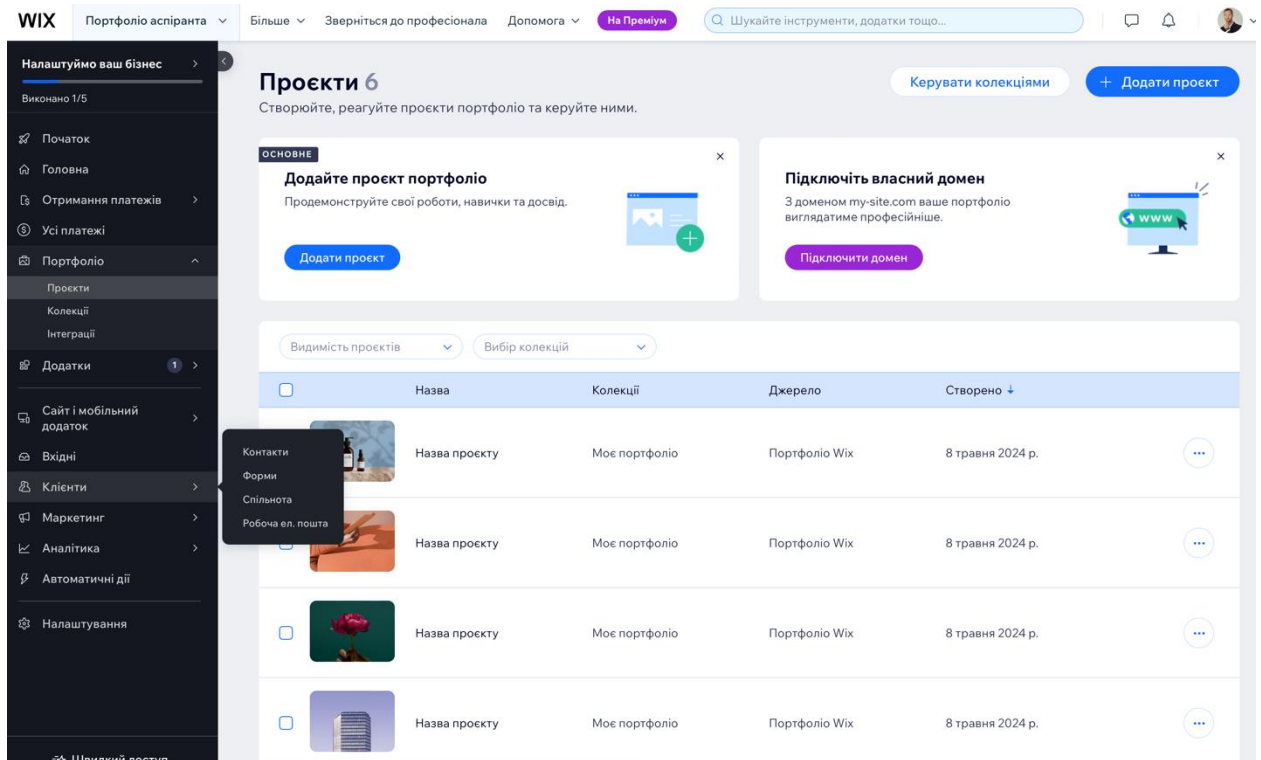 WIX
Портфоліо аспіранта
Більше
Зверніться до професіонала
Допомога
На Преміум
Шукайте інструменти, додатки тощо...
Налаштуймо ваш бізнес
Виконано 1/5
Початок
Головна
Отримання платежів
Усі платежі
Портфоліо
Проєкти
Колекції
Інтеграції
Додатки 1
Сайт і мобільний
додаток
Вхідні
Клієнти
Маркетинг
Аналітика
Автоматичні дії
Налаштування
Швидкий доступ
Контакти
Форми
Спільнота
Робоча ел. пошта
Проєкти 6
Створюйте, реагуйте проєкти портфоліо та керуйте ними.
Керувати колекціями
+ Додати проєкт
ОСНОВНЕ
Додайте проєкт портфоліо
Продемонструйте свої роботи, навички та досвід.
Додати проєкт
Підключіть власний домен
З доменом my-site.com ваше портфоліо
виглядатиме професійніше.
Підключити домен
WWW
Видимість проєктів
Вибір колекцій
Назва Колекції Джерело Створено
Назва проєкту Моє портфоліо Портфоліо Wix 8 травня 2024 р.
Назва проєкту Моє портфоліо Портфоліо Wix 8 травня 2024 р.
Назва проєкту Моє портфоліо Портфоліо Wix 8 травня 2024 р.
Назва проєкту Моє портфоліо Портфоліо Wix 8 травня 2024 р.